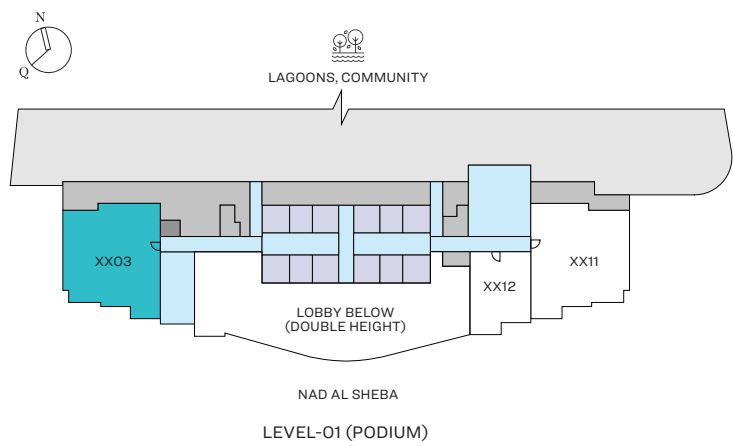 N
Q
LAGOONS, COMMUNITY
XX03
XX11
XX12
LOBBY BELOW
(DOUBLE HEIGHT)
NAD AL SHEBA
LEVEL-01 (PODIUM)